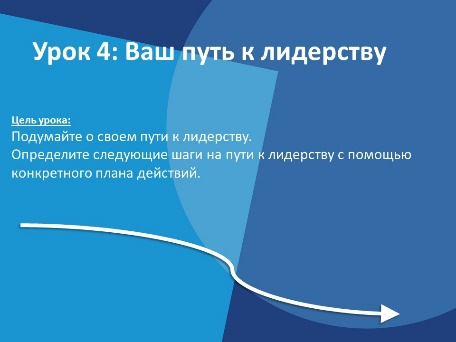 Урок 4: Ваш путь к лидерству
Цель урока:
Подумайте о своем пути к лидерству.
Определите следующие шаги на пути к лидерству с помощью
конкретного плана действий.